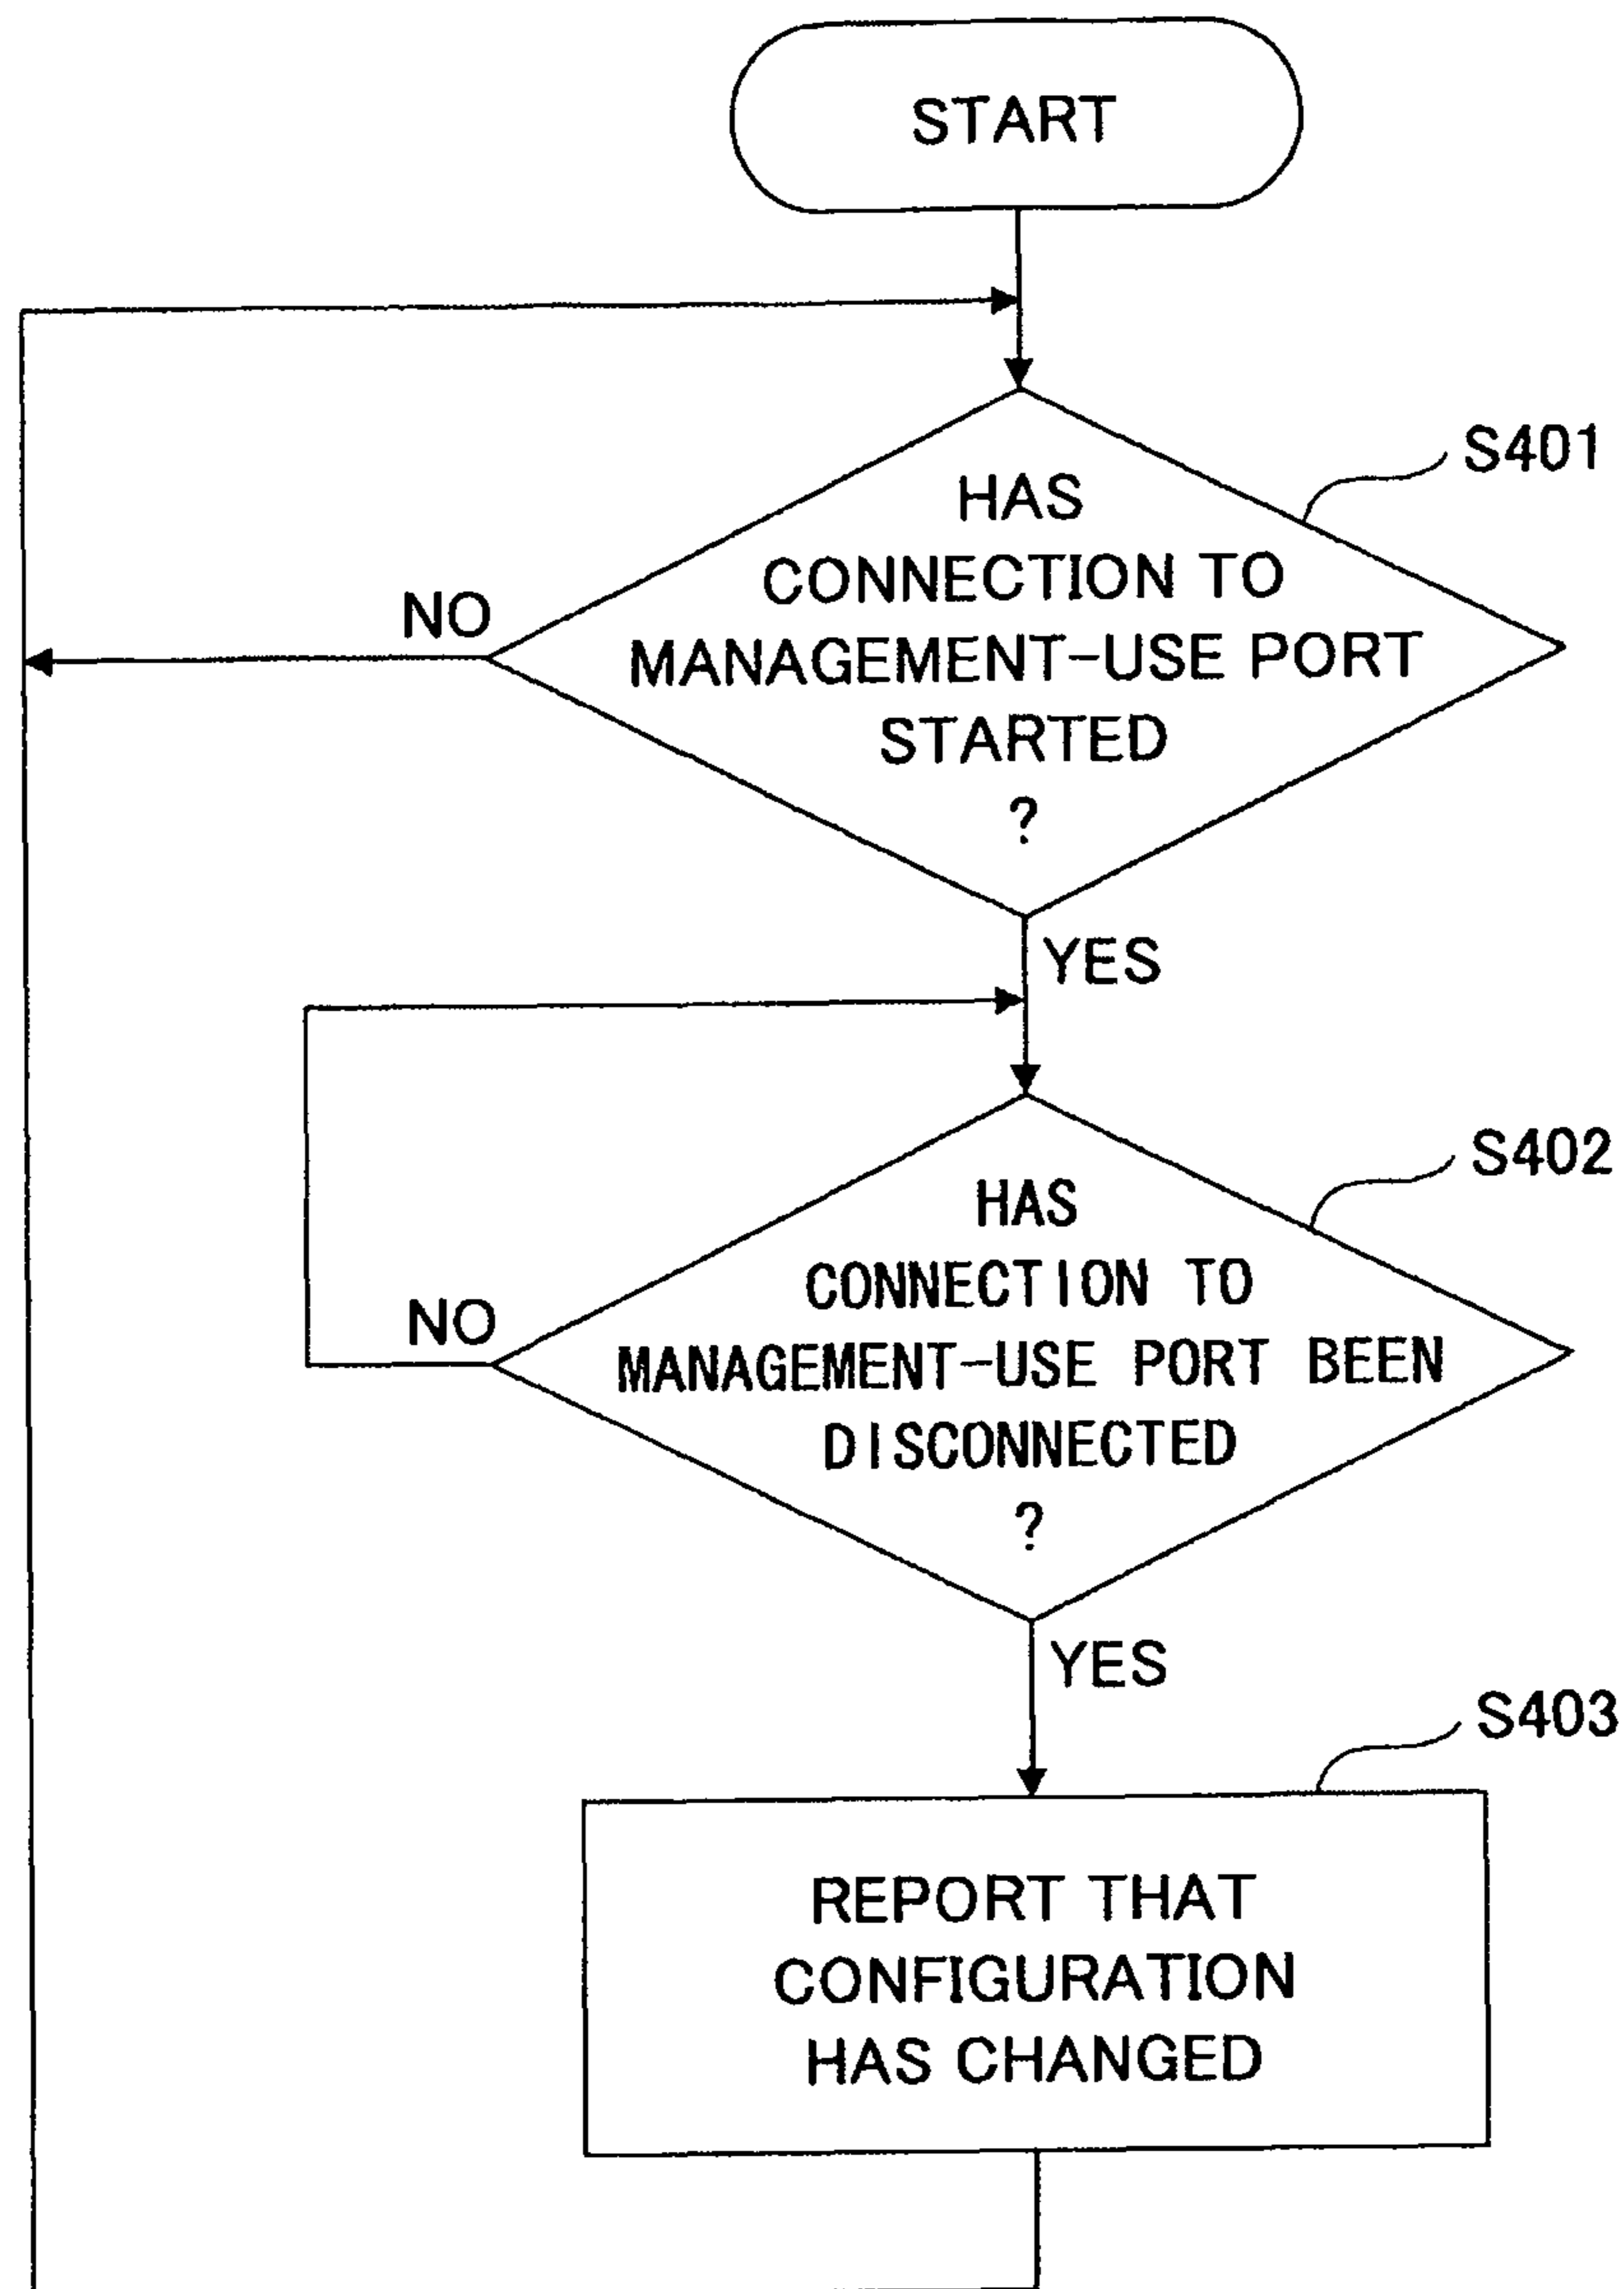 START
S401
HAS
CONNECTION TO
MANAGEMENT-USE PORT
STARTED
?
NO
YES
S402
HAS
CONNECTION TO
MANAGEMENT-USE PORT BEEN
DISCONNECTED
?
NO
YES
S403
REPORT THAT
CONFIGURATION
HAS CHANGED